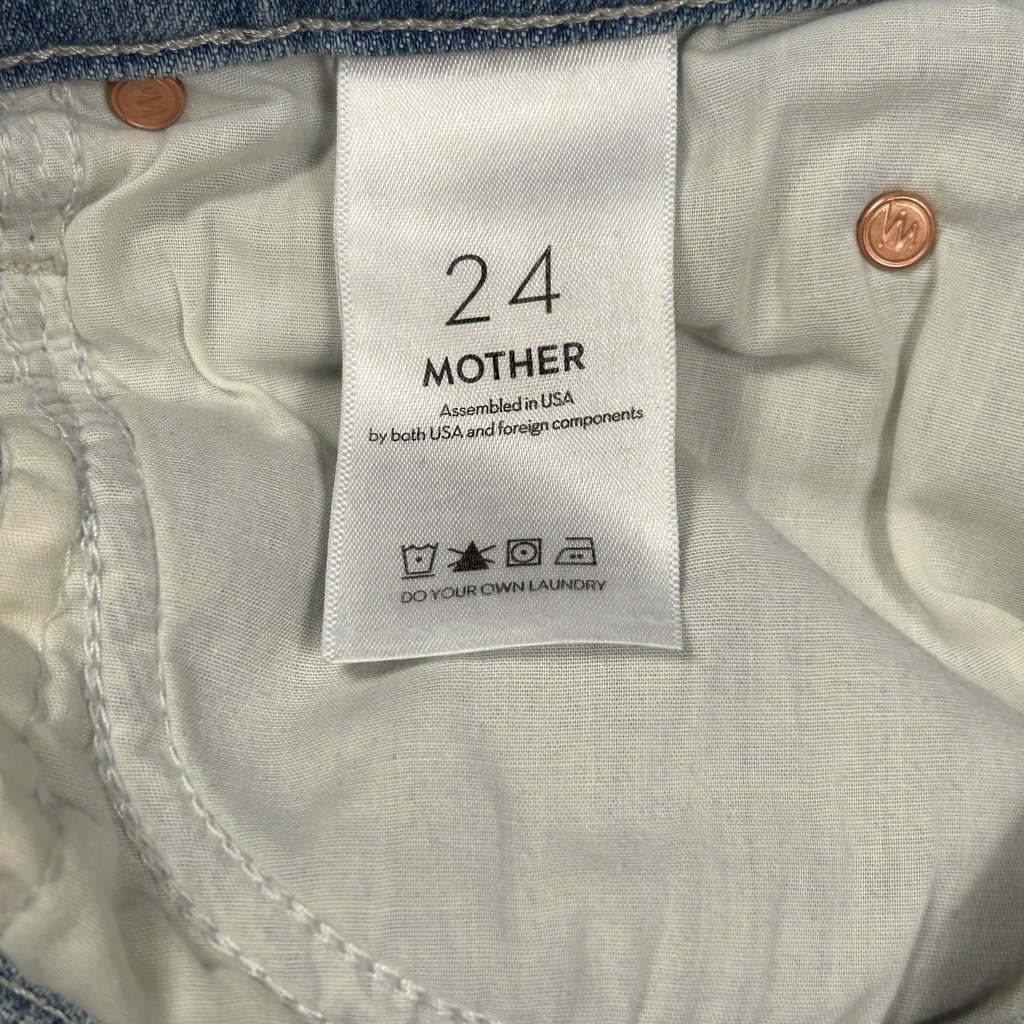 24
MOTHER
Assembled in USA
by both USA and foreign components
DO YOUR OWN LAUNDRY